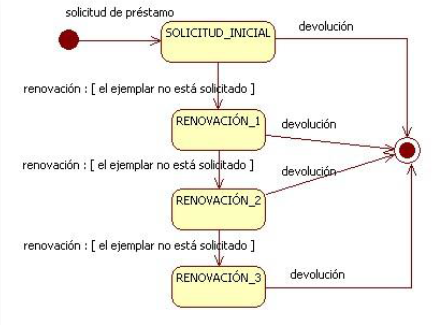 solicitud de préstamo
SOLICITUD_INICIAL
devolución
renovación : [ el ejemplar no está solicitado ]
RENOVACIÓN_1
devolución
renovación : [ el ejemplar no está solicitado ]
devolución
RENOVACIÓN_2
renovación : [ el ejemplar no está solicitado ]
RENOVACIÓN_3
devolución